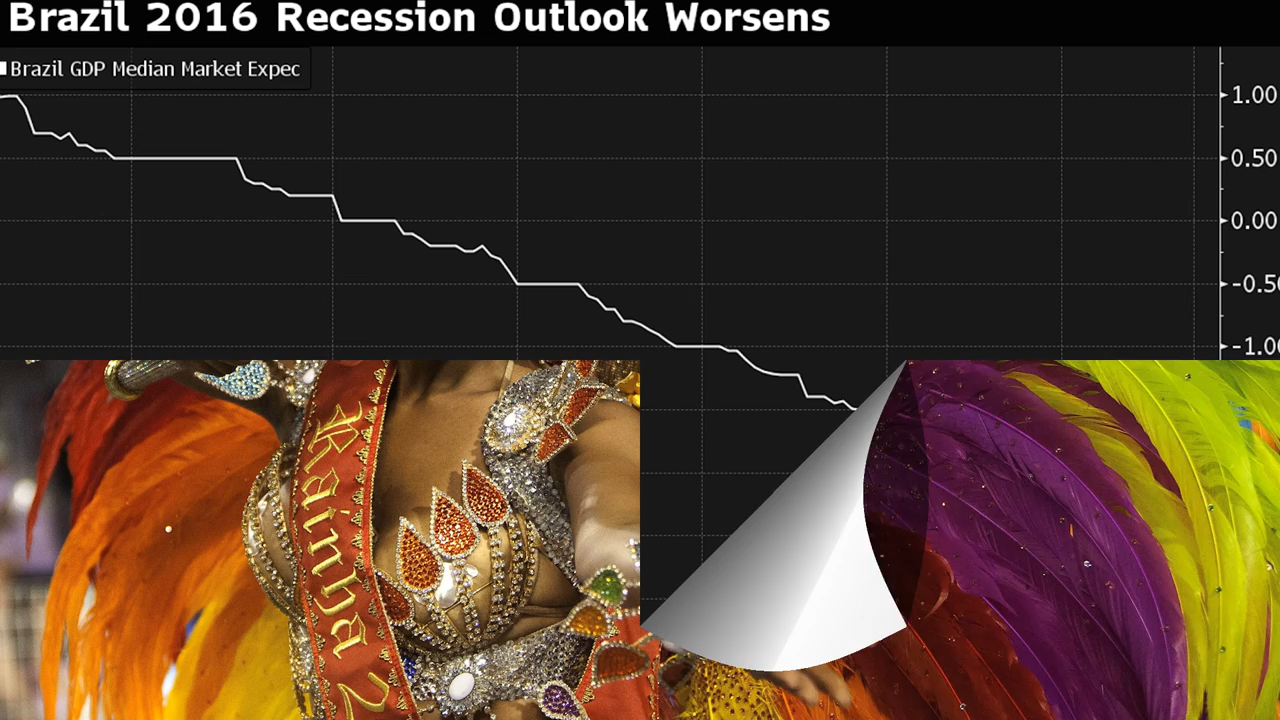 Brazil 2016 Recession Outlook Worsens
Brazil GDP Median Market Expec
1.00
0.50
0.00
-0.50
-1.00
Rainha